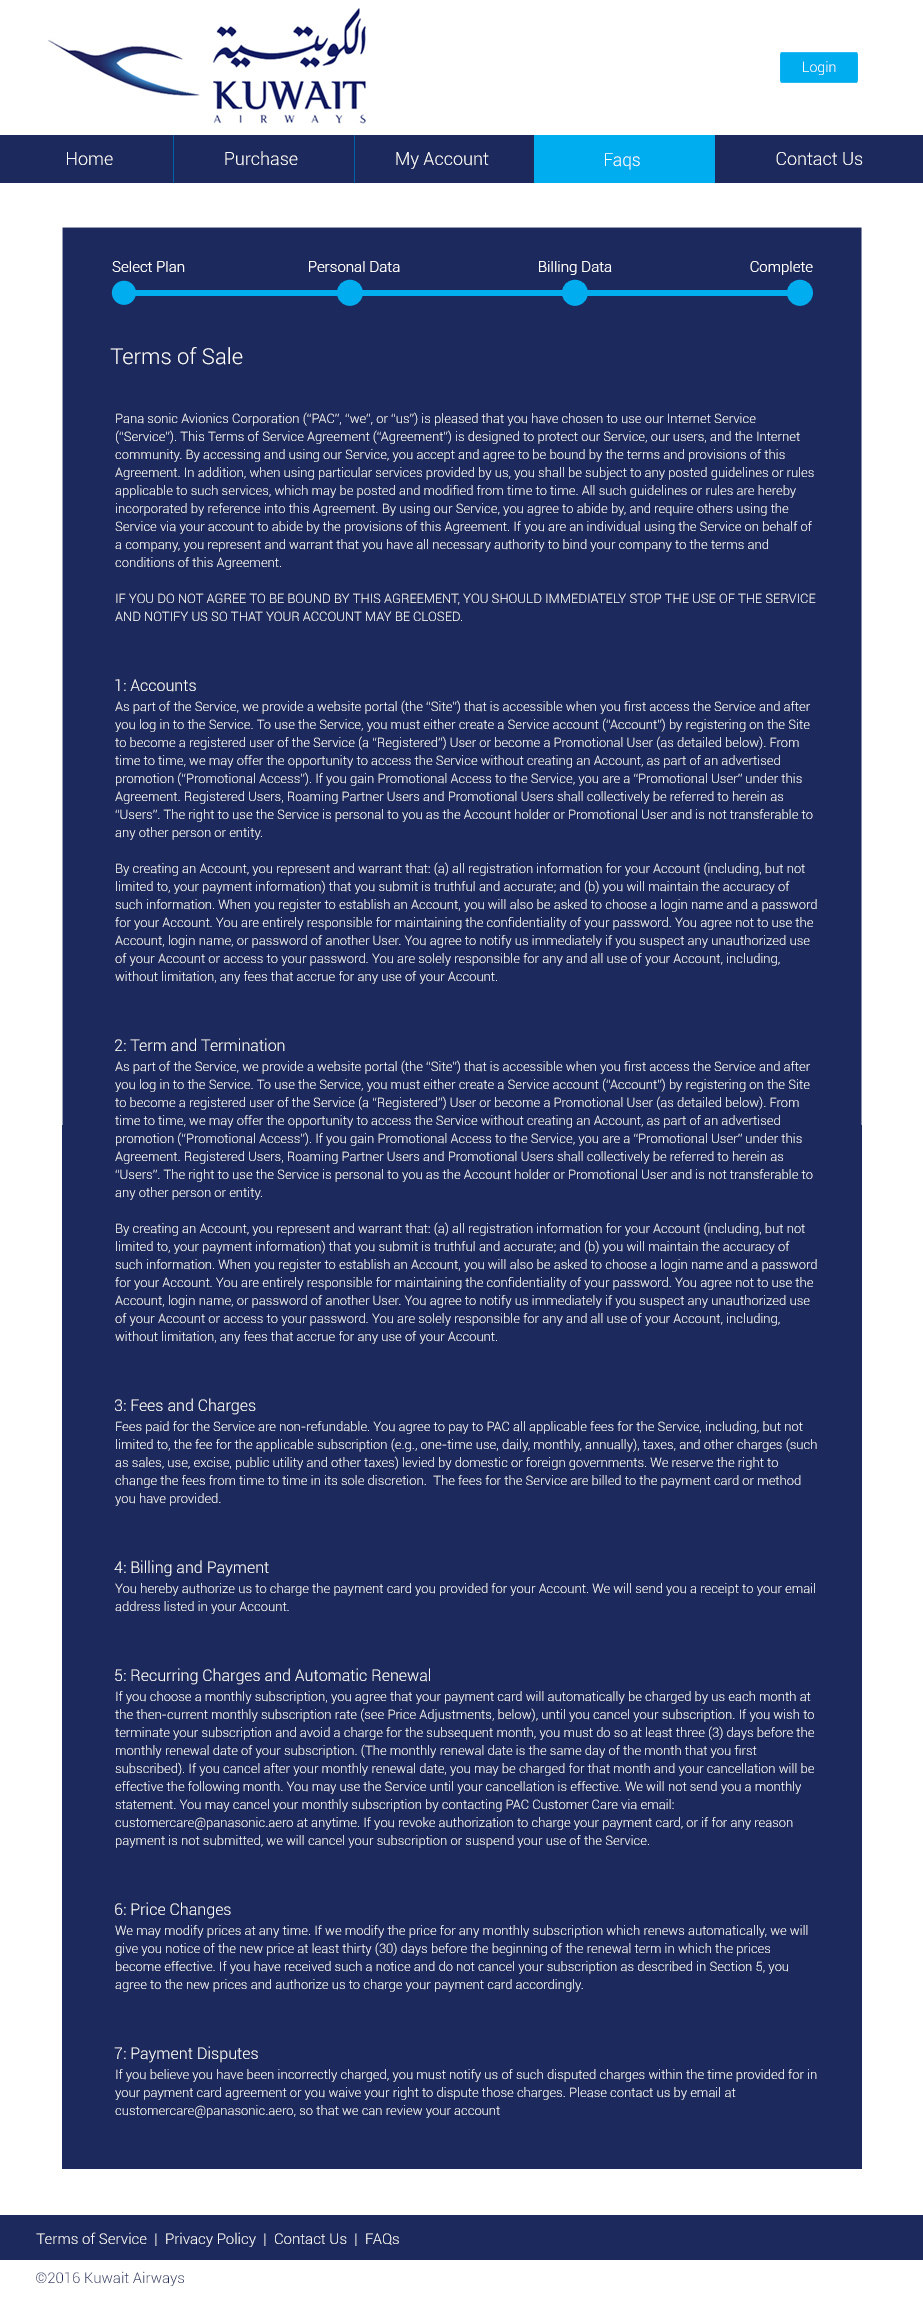 الكويتية
KUWAIT
AIRWAYS
Login
Home
Purchase
My Account
Faqs
Contact Us
Select Plan
Personal Data
Billing Data
Complete
Terms of Sale
Pana sonic Avionics Corporation (“PAC”, “we”, or “us”) is pleased that you have chosen to use our Internet Service
(“Service”). This Terms of Service Agreement (“Agreement”) is designed to protect our Service, our users, and the Internet
community. By accessing and using our Service, you accept and agree to be bound by the terms and provisions of this
Agreement. In addition, when using particular services provided by us, you shall be subject to any posted guidelines or rules
applicable to such services, which may be posted and modified from time to time. All such guidelines or rules are hereby
incorporated by reference into this Agreement. By using our Service, you agree to abide by, and require others using the
Service via your account to abide by the provisions of this Agreement. If you are an individual using the Service on behalf of
a company, you represent and warrant that you have all necessary authority to bind your company to the terms and
conditions of this Agreement.
IF YOU DO NOT AGREE TO BE BOUND BY THIS AGREEMENT, YOU SHOULD IMMEDIATELY STOP THE USE OF THE SERVICE
AND NOTIFY US SO THAT YOUR ACCOUNT MAY BE CLOSED.
1: Accounts
As part of the Service, we provide a website portal (the “Site”) that is accessible when you first access the Service and after
you log in to the Service. To use the Service, you must either create a Service account (“Account”) by registering on the Site
to become a registered user of the Service (a “Registered”) User or become a Promotional User (as detailed below). From
time to time, we may offer the opportunity to access the Service without creating an Account, as part of an advertised
promotion (“Promotional Access”). If you gain Promotional Access to the Service, you are a “Promotional User” under this
Agreement. Registered Users, Roaming Partner Users and Promotional Users shall collectively be referred to herein as
“Users”. The right to use the Service is personal to you as the Account holder or Promotional User and is not transferable to
any other person or entity.
By creating an Account, you represent and warrant that: (a) all registration information for your Account (including, but not
limited to, your payment information) that you submit is truthful and accurate; and (b) you will maintain the accuracy of
such information. When you register to establish an Account, you will also be asked to choose a login name and a password
for your Account. You are entirely responsible for maintaining the confidentiality of your password. You agree not to use the
Account, login name, or password of another User. You agree to notify us immediately if you suspect any unauthorized use
of your Account or access to your password. You are solely responsible for any and all use of your Account, including,
without limitation, any fees that accrue for any use of your Account.
2: Term and Termination
As part of the Service, we provide a website portal (the “Site”) that is accessible when you first access the Service and after
you log in to the Service. To use the Service, you must either create a Service account (“Account”) by registering on the Site
to become a registered user of the Service (a “Registered”) User or become a Promotional User (as detailed below). From
time to time, we may offer the opportunity to access the Service without creating an Account, as part of an advertised
promotion (“Promotional Access”). If you gain Promotional Access to the Service, you are a “Promotional User” under this
Agreement. Registered Users, Roaming Partner Users and Promotional Users shall collectively be referred to herein as
“Users”. The right to use the Service is personal to you as the Account holder or Promotional User and is not transferable to
any other person or entity.
By creating an Account, you represent and warrant that: (a) all registration information for your Account (including, but not
limited to, your payment information) that you submit is truthful and accurate; and (b) you will maintain the accuracy of
such information. When you register to establish an Account, you will also be asked to choose a login name and a password
for your Account. You are entirely responsible for maintaining the confidentiality of your password. You agree not to use the
Account, login name, or password of another User. You agree to notify us immediately if you suspect any unauthorized use
of your Account or access to your password. You are solely responsible for any and all use of your Account, including,
without limitation, any fees that accrue for any use of your Account.
3: Fees and Charges
Fees paid for the Service are non-refundable. You agree to pay to PAC all applicable fees for the Service, including, but not
limited to, the fee for the applicable subscription (e.g., one-time use, daily, monthly, annually), taxes, and other charges (such
as sales, use, excise, public utility and other taxes) levied by domestic or foreign governments. We reserve the right to
change the fees from time to time in its sole discretion.  The fees for the Service are billed to the payment card or method
you have provided.
4: Billing and Payment
You hereby authorize us to charge the payment card you provided for your Account. We will send you a receipt to your email
address listed in your Account.
5: Recurring Charges and Automatic Renewal
If you choose a monthly subscription, you agree that your payment card will automatically be charged by us each month at
the then-current monthly subscription rate (see Price Adjustments, below), until you cancel your subscription. If you wish to
terminate your subscription and avoid a charge for the subsequent month, you must do so at least three (3) days before the
monthly renewal date of your subscription. (The monthly renewal date is the same day of the month that you first
subscribed). If you cancel after your monthly renewal date, you may be charged for that month and your cancellation will be
effective the following month. You may use the Service until your cancellation is effective. We will not send you a monthly
statement. You may cancel your monthly subscription by contacting PAC Customer Care via email:
customercare@panasonic.aero at anytime. If you revoke authorization to charge your payment card, or if for any reason
payment is not submitted, we will cancel your subscription or suspend your use of the Service.
6: Price Changes
We may modify prices at any time. If we modify the price for any monthly subscription which renews automatically, we will
give you notice of the new price at least thirty (30) days before the beginning of the renewal term in which the prices
become effective. If you have received such a notice and do not cancel your subscription as described in Section 5, you
agree to the new prices and authorize us to charge your payment card accordingly.
7: Payment Disputes
If you believe you have been incorrectly charged, you must notify us of such disputed charges within the time provided for in
your payment card agreement or you waive your right to dispute those charges. Please contact us by email at
customercare@panasonic.aero, so that we can review your account
Terms of Service | Privacy Policy | Contact Us | FAQs
©2016 Kuwait Airways